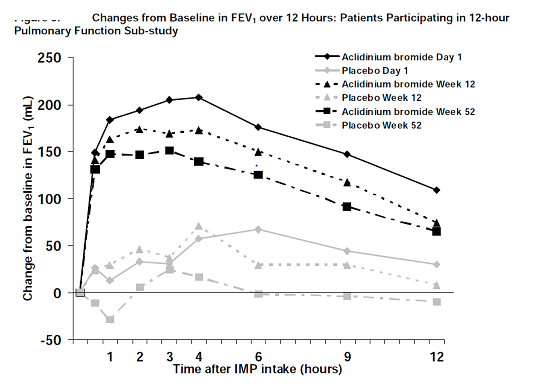 Changes from Baseline in FEV1 over 12 Hours: Patients Participating in 12-hour
Pulmonary Function Sub-study
Change from baseline in FEV1 (mL)
250
200
150
100
50
0
-50
Aclidinium bromide Day 1
Placebo Day 1
Aclidinium bromide Week 12
Placebo Week 12
Aclidinium bromide Week 52
Placebo Week 52
1 2 3 4 6 9 12
Time after IMP intake (hours)